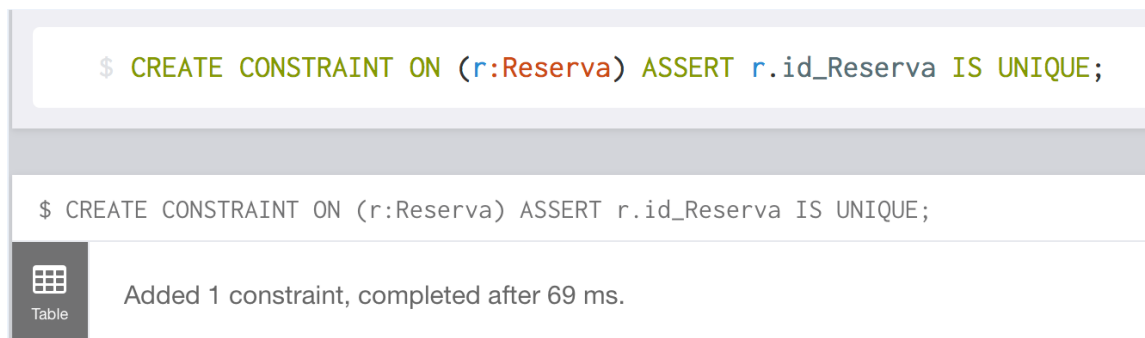 $ CREATE CONSTRAINT ON (r:Reserva) ASSERT r.id_Reserva IS UNIQUE;
$ CREATE CONSTRAINT ON (r:Reserva) ASSERT r.id_Reserva IS UNIQUE;
Added 1 constraint, completed after 69 ms.
Table